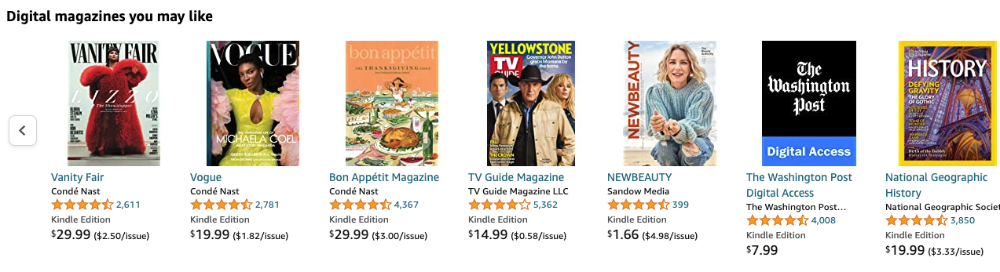 Digital magazines you may like
VANITY FAIR
LIZZO
The Showstopper
VOGUE
MICHAELA COEL
bon appétit
THE THANKSGIVING ISSUE
YELLOWSTONE
Governor John Dutton
grabs Montana by
the horns
TV
GUIDE
THE CROWN
NEWBEAUTY
The
Washington
Post
Digital Access
HISTORY
DEFYING
GRAVITY
THE GLORY
OF GOTHIC
Birth of the Bubbly
Vanity Fair
Condé Nast
2,611
Kindle Edition
$29.99 ($2.50/issue)
Vogue
Condé Nast
2,781
Kindle Edition
$19.99 ($1.82/issue)
Bon Appétit Magazine
Condé Nast
4,367
Kindle Edition
$29.99 ($3.00/issue)
TV Guide Magazine
TV Guide Magazine LLC
5,362
Kindle Edition
$14.99 ($0.58/issue)
NEWBEAUTY
Sandow Media
399
Kindle Edition
$1.66 ($4.98/issue)
The Washington Post
Digital Access
The Washington Post…
4,008
Kindle Edition
$7.99
National Geographic
History
National Geographic Societ
3,850
Kindle Edition
$19.99 ($3.33/issue)